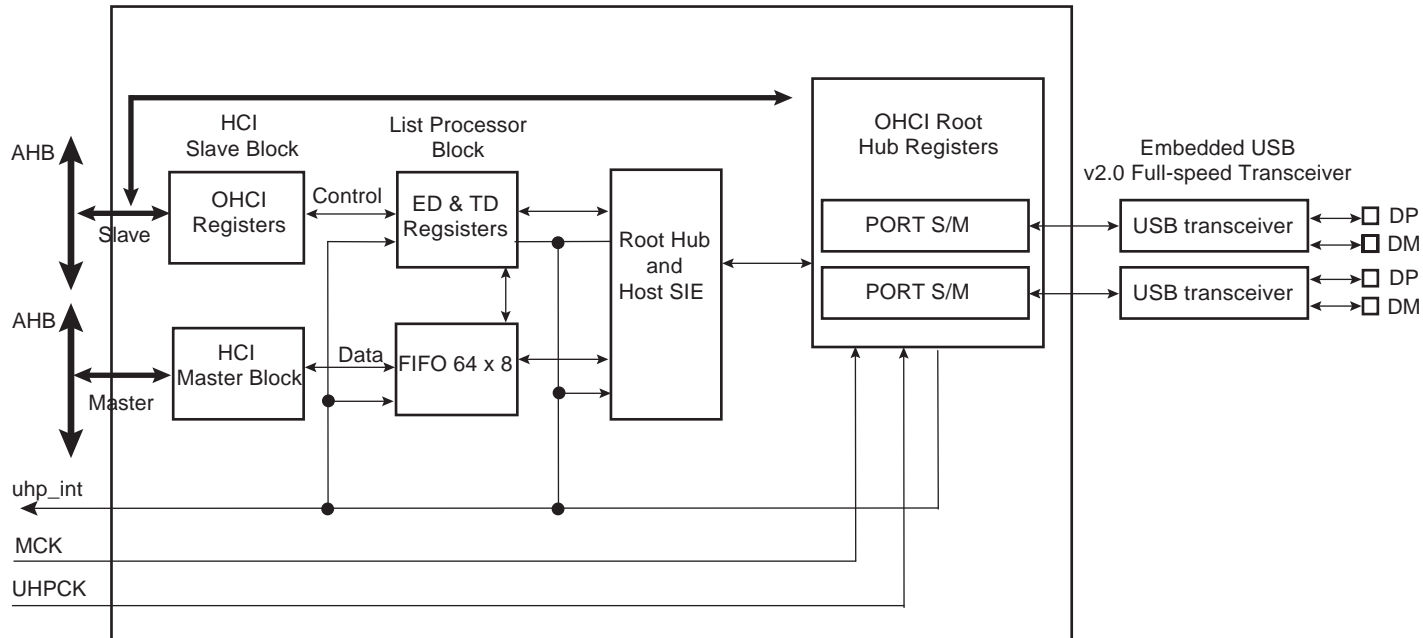 HCI
Slave Block
List Processor
Block
OHCI Root
Hub Registers
Embedded USB
v2.0 Full-speed Transceiver
AHB
Slave
OHCI
Registers
Control
ED & TD
Regsisters
Root Hub
and
Host SIE
PORT S/M
USB transceiver
DP
DM
PORT S/M
USB transceiver
DP
DM
AHB
Master
HCI
Master Block
Data
FIFO 64 x 8
uhp_int
MCK
UHPCK